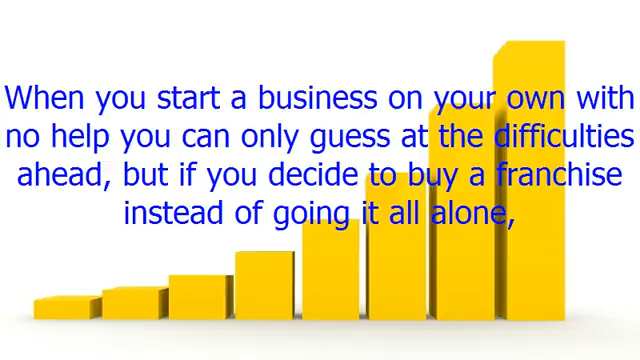 When you start a business on your own with
no help you can only guess at the difficulties
ahead, but if you decide to buy a franchise
instead of going it all alone,